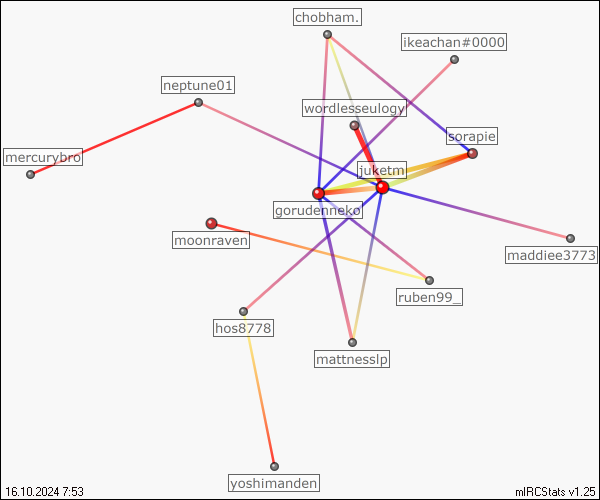 chobham.
ikeachan#0000
neptune01
wordlesseulogy
sorapie
mercurybro
juketm
gorudenneko
moonraven
maddiee3773
ruben99_
hos8778
mattnesslp
yoshimanden
16.10.2024 7:53
mIRCStats v1.25